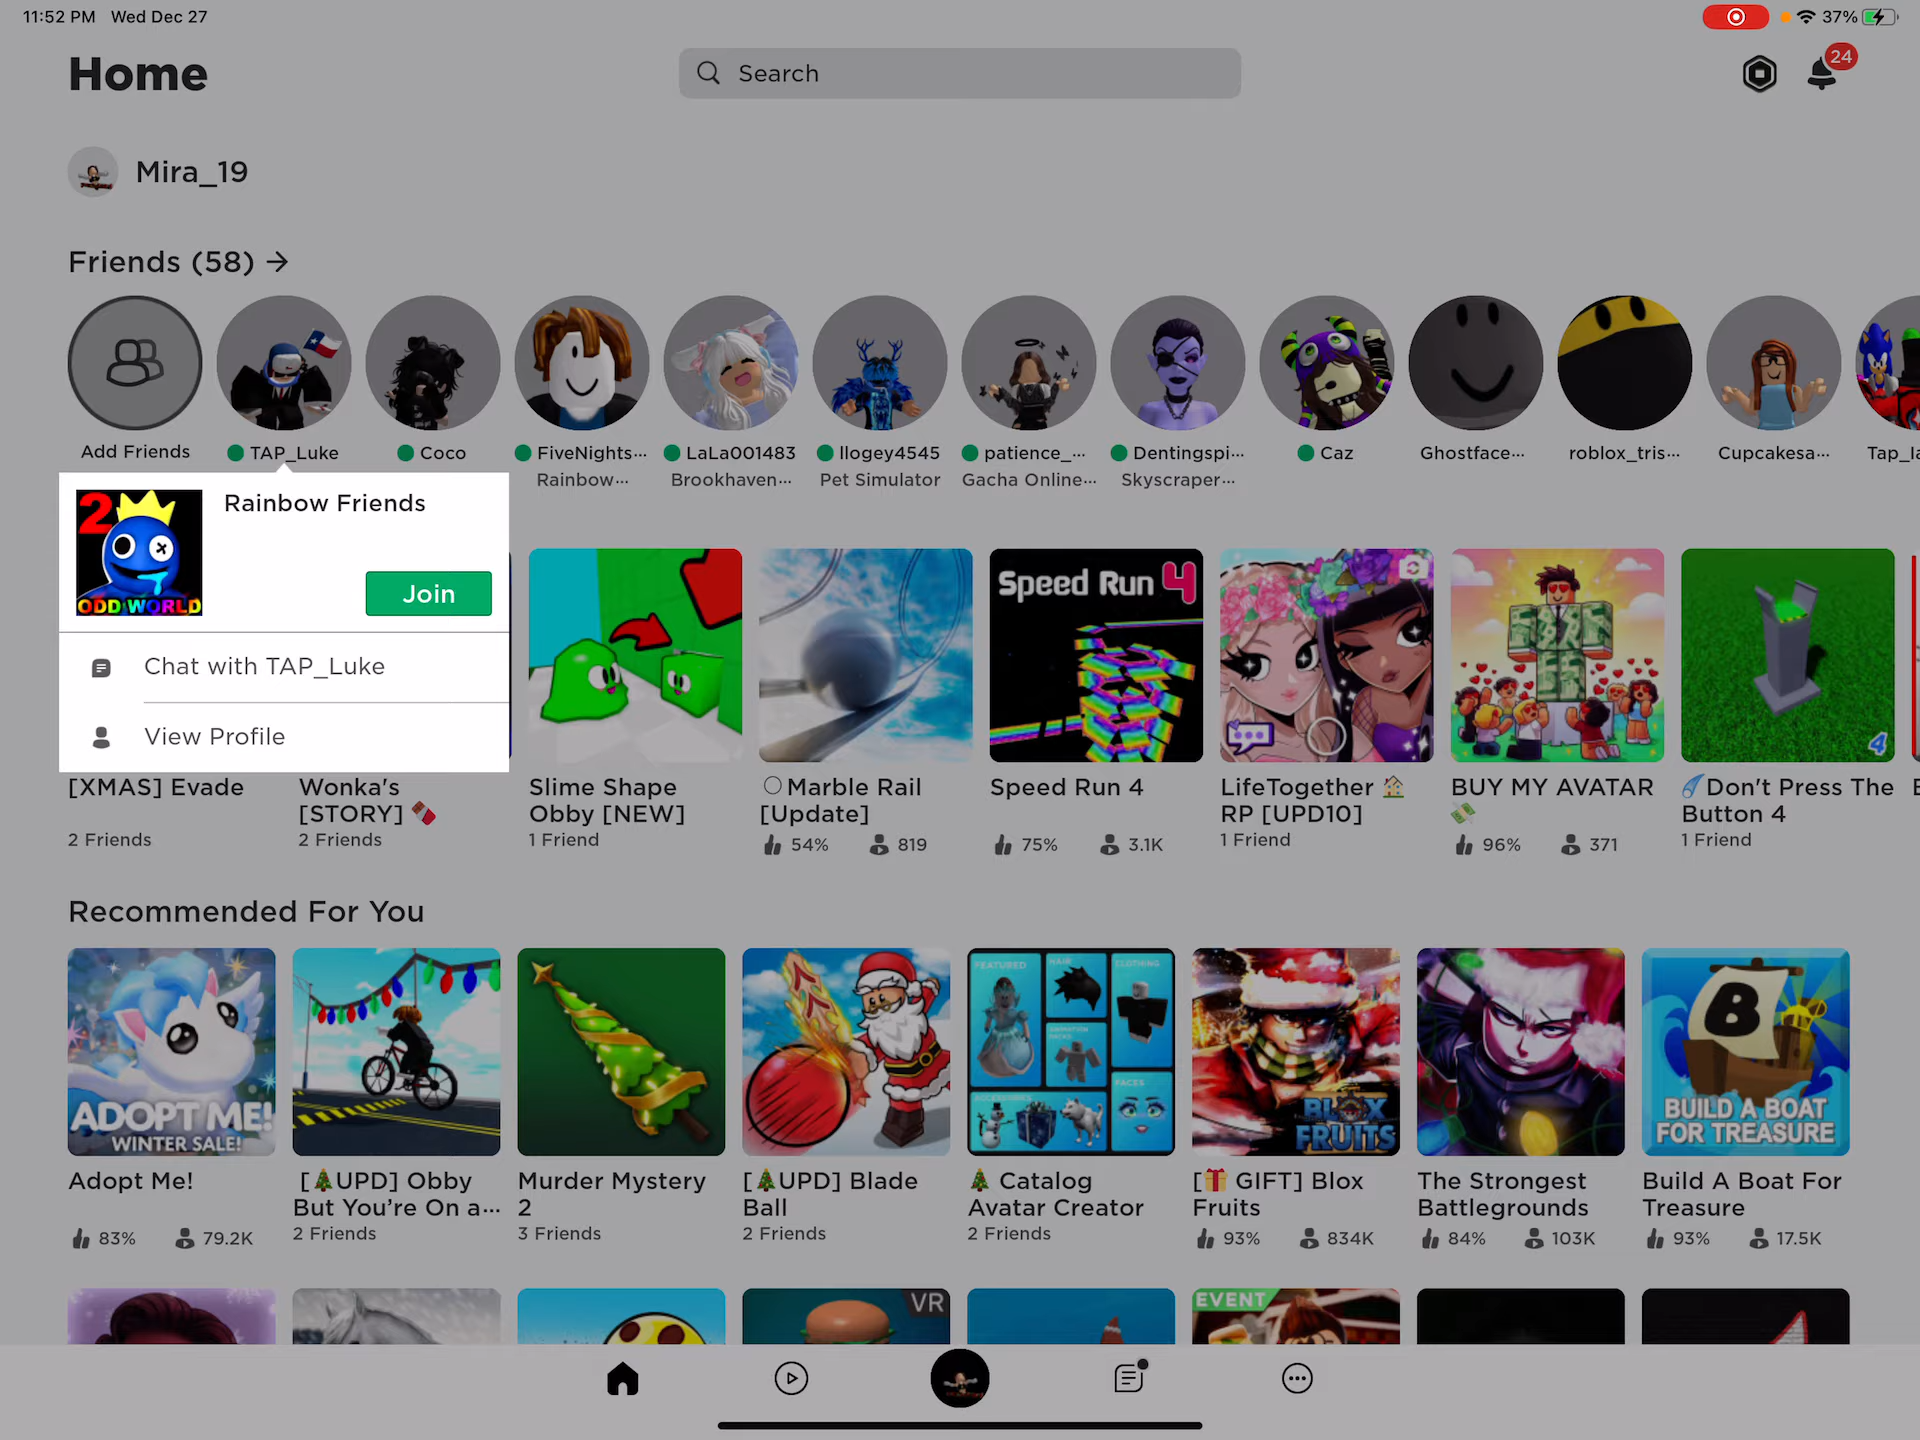 11:52 PM Wed Dec 27
37%
Home
Search
24
Mira_19
Friends (58)
Add Friends
TAP_Luke
Coco
FiveNights...
Rainbow...
LaLa001483
Brookhaven...
llogey4545
Pet Simulator
patience_...
Gacha Online...
Dentingspi...
Skyscraper...
Caz
Ghostface...
roblox_tris...
Cupcakesa...
2
ODD WORLD
Rainbow Friends
Join
Chat with TAP_Luke
View Profile
Speed Run 4
4
[XMAS] Evade
2 Friends
Wonka's
[STORY] 🍫
2 Friends
Slime Shape
Obby [NEW]
1 Friend
Marble Rail
[Update]
54% 819
Speed Run 4
75% 3.1K
LifeTogether 🏠
RP [UPD10]
1 Friend
BUY MY AVATAR
💸
96% 371
☄️Don't Press The
Button 4
1 Friend
Recommended For You
ADOPT ME!
WINTER SALE!
FEATURED
HAIR
CLOTHING
FACES
BLOX
FRUITS
B
BUILD A BOAT
FOR TREASURE
Adopt Me!
83% 79.2K
[🎄UPD] Obby
But You're On a...
2 Friends
Murder Mystery
2
3 Friends
[🎄UPD] Blade
Ball
2 Friends
🎄 Catalog
Avatar Creator
2 Friends
[🎁 GIFT] Blox
Fruits
93% 834K
The Strongest
Battlegrounds
84% 103K
Build A Boat For
Treasure
93% 17.5K
VR
EVENT